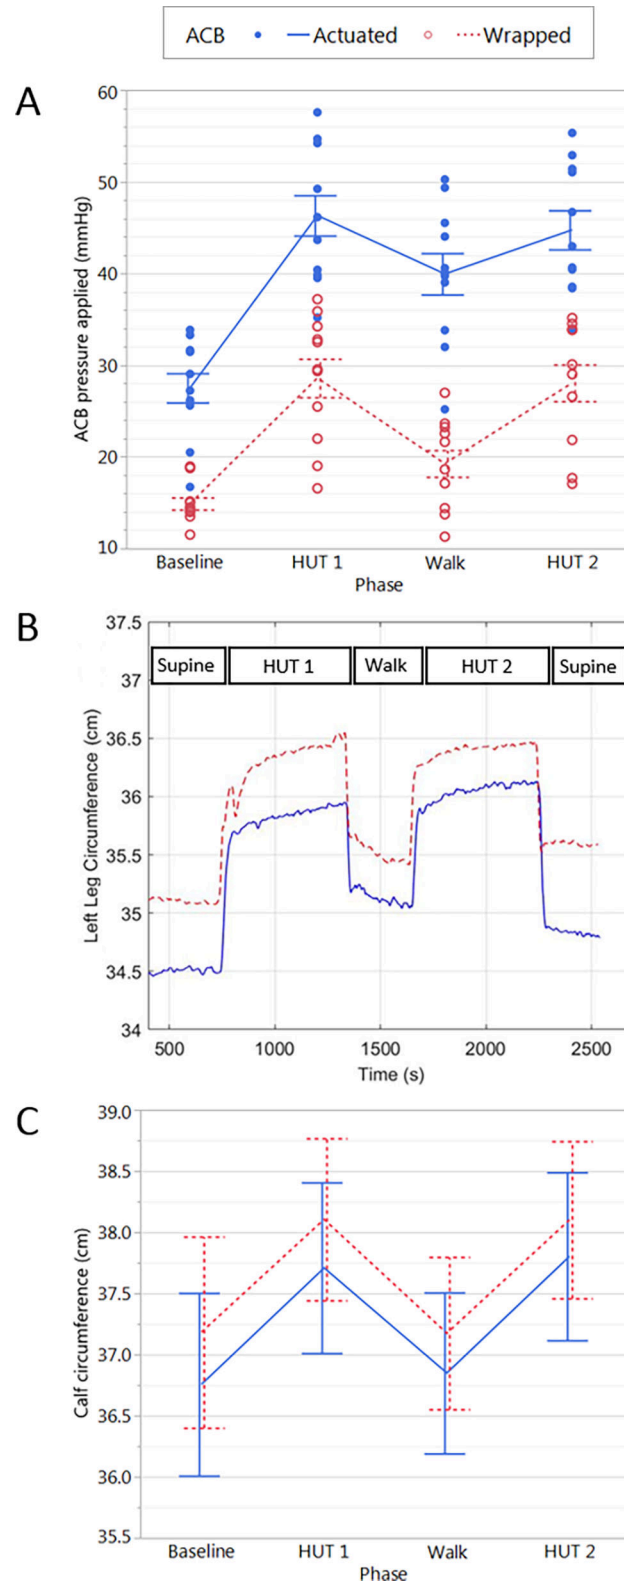 ACB Actuated Wrapped
A
60
50
40
30
20
10
ACB pressure applied (mmHg)
Baseline HUT 1 Walk HUT 2
Phase
B
37.5
37
36.5
36
35.5
35
34.5
34
Left Leg Circumference (cm)
Supine HUT 1 Walk HUT 2 Supine
500 1000 1500 2000 2500
Time (s)
C
39.0
38.5
38.0
37.5
37.0
36.5
36.0
35.5
Calf circumference (cm)
Baseline HUT 1 Walk HUT 2
Phase